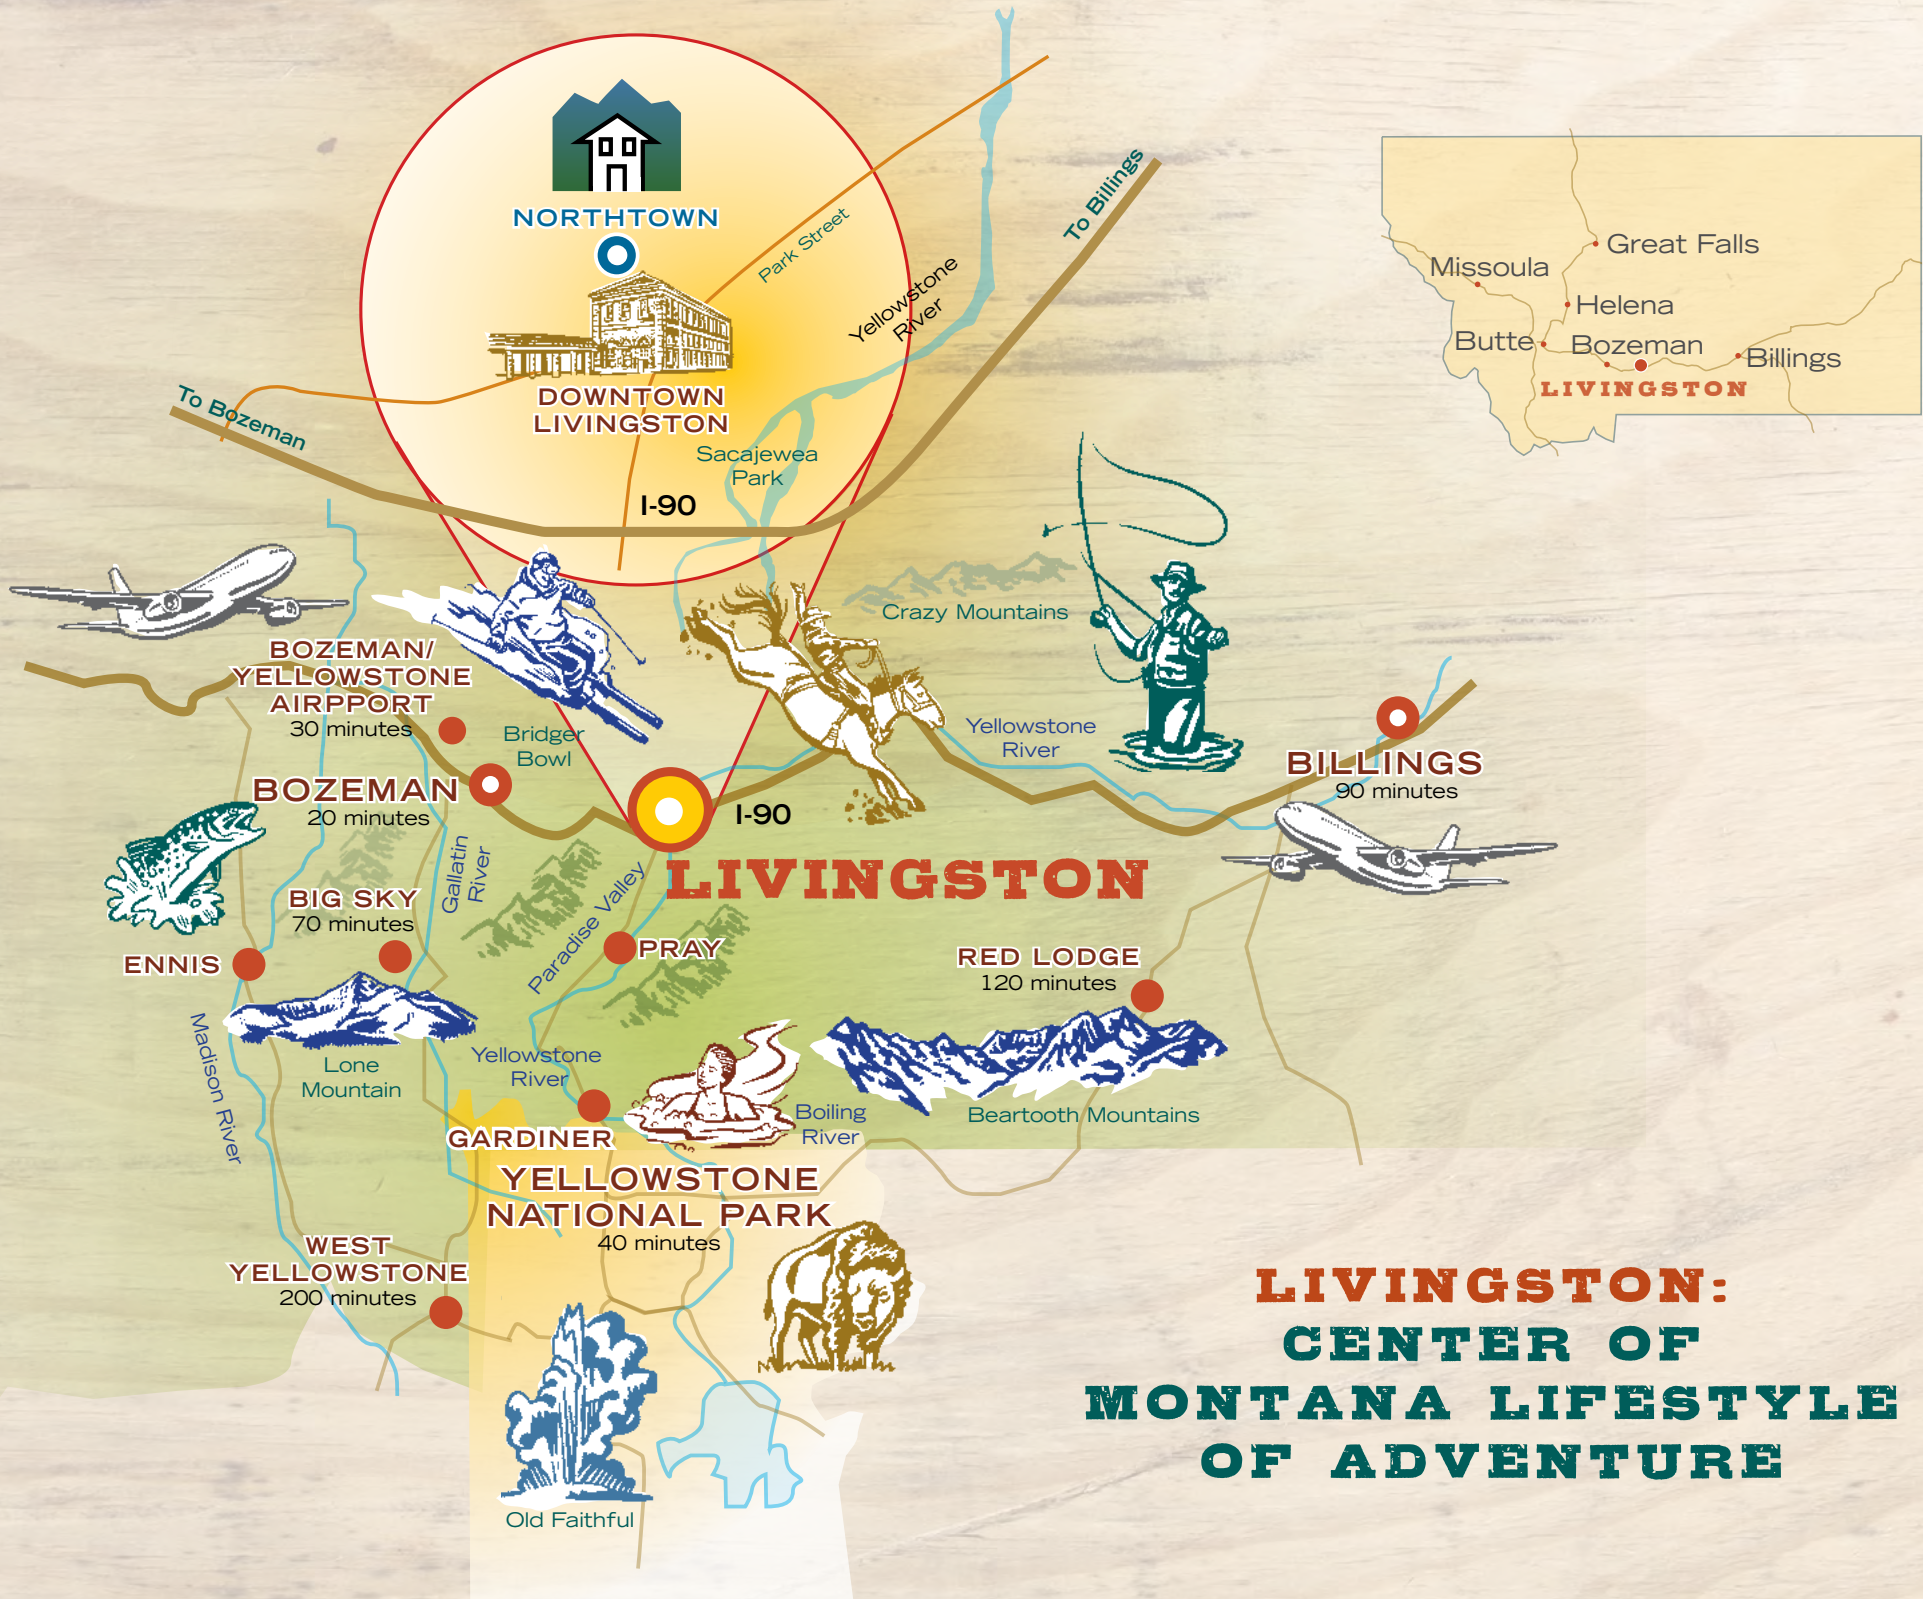 NORTHTOWN
Park Street
Yellowstone
River
To Billings
DOWNTOWN
LIVINGSTON
To Bozeman
Sacajewea
Park
I-90
Great Falls
Missoula
Helena
Butte
Bozeman
Billings
LIVINGSTON
Crazy Mountains
BOZEMAN/
YELLOWSTONE
AIRPPORT
30 minutes
Bridger
Bowl
Yellowstone
River
BILLINGS
90 minutes
BOZEMAN
20 minutes
I-90
LIVINGSTON
Gallatin
River
Paradise Valley
BIG SKY
70 minutes
ENNIS
PRAY
RED LODGE
120 minutes
Madison River
Lone
Mountain
Yellowstone
River
Boiling
River
Beartooth Mountains
GARDINER
YELLOWSTONE
NATIONAL PARK
40 minutes
WEST
YELLOWSTONE
200 minutes
Old Faithful
LIVINGSTON:
CENTER OF
MONTANA LIFESTYLE
OF ADVENTURE